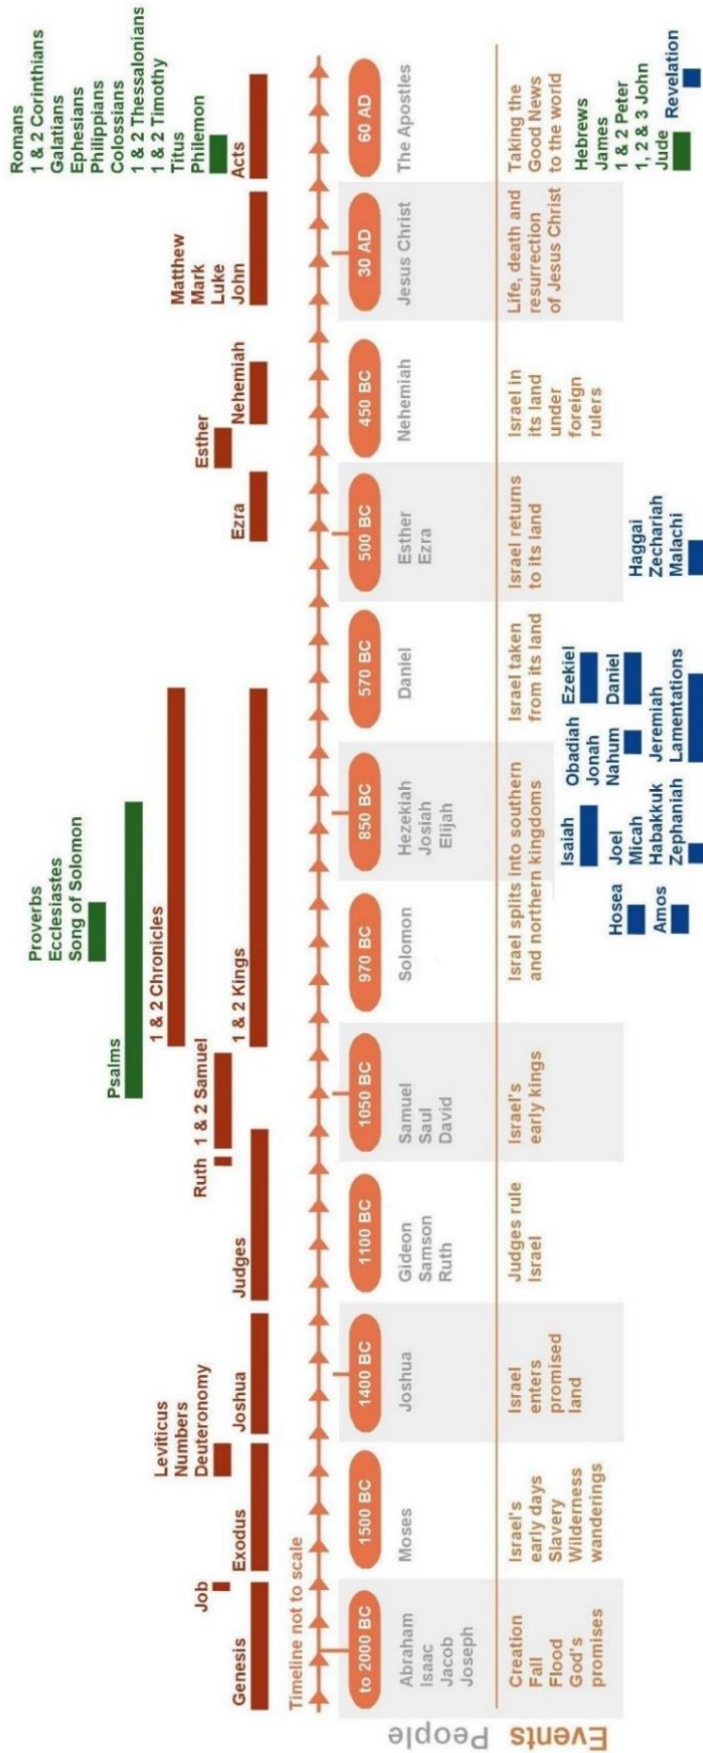 Proverbs
Ecclesiastes
Song of Solomon
Psalms
1 & 2 Chronicles
Romans
1 & 2 Corinthians
Galatians
Ephesians
Philippians
Colossians
1 & 2 Thessalonians
1 & 2 Timothy
Titus
Philemon
Leviticus
Numbers
Deuteronomy
Matthew
Mark
Luke
John
Job
Ruth
1 & 2 Samuel
Esther
Genesis
Exodus
Joshua
Judges
1 & 2 Kings
Ezra
Nehemiah
Acts
Timeline not to scale
to 2000 BC
1500 BC
1400 BC
1100 BC
1050 BC
970 BC
850 BC
570 BC
500 BC
450 BC
30 AD
60 AD
People
Abraham
Isaac
Jacob
Joseph
Moses
Joshua
Gideon
Samson
Ruth
Samuel
Saul
David
Solomon
Hezekiah
Josiah
Elijah
Daniel
Esther
Ezra
Nehemiah
Jesus Christ
The Apostles
Events
Creation
Fall
Flood
God's
promises
Israel's
early days
Slavery
Wilderness
wanderings
Israel
enters
promised
land
Judges rule
Israel
Israel's
early kings
Israel splits into southern
and northern kingdoms
Israel taken
from its land
Israel returns
to its land
Israel in
its land
under
foreign
rulers
Life, death and
resurrection
of Jesus Christ
Taking the
Good News
to the world
Hosea
Amos
Isaiah
Joel
Micah
Habakkuk
Zephaniah
Obadiah
Jonah
Nahum
Jeremiah
Lamentations
Ezekiel
Daniel
Haggai
Zechariah
Malachi
Hebrews
James
1 & 2 Peter
1, 2 & 3 John
Jude
Revelation